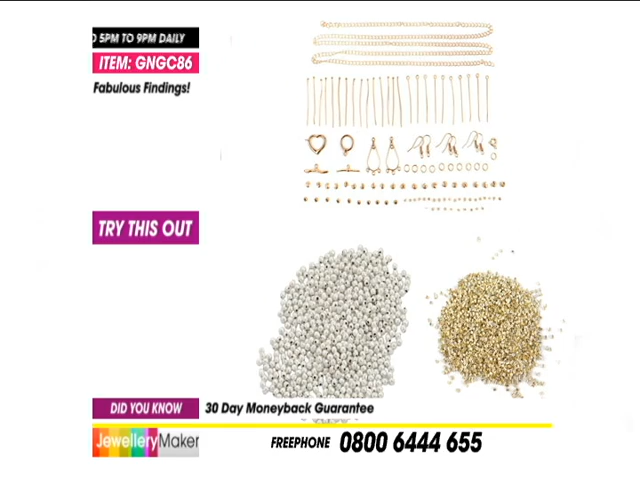 5PM TO 9PM DAILY
ITEM: GNGC86
Fabulous Findings!
TRY THIS OUT
DID YOU KNOW
30 Day Moneyback Guarantee
JewelleryMaker
FREEPHONE 0800 6444 655